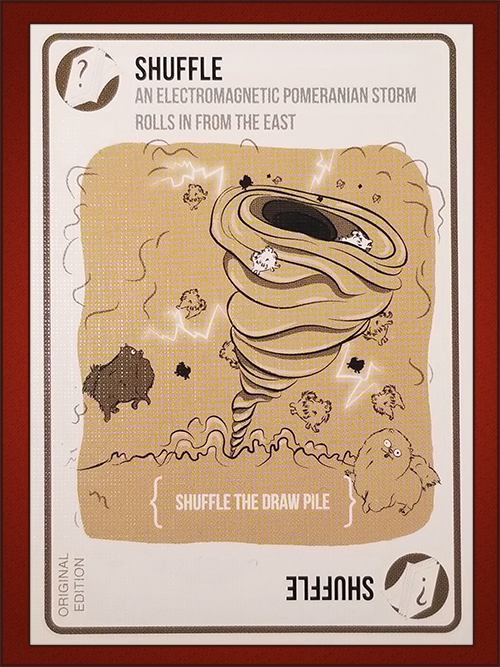 ?
SHUFFLE
AN ELECTROMAGNETIC POMERANIAN STORM
ROLLS IN FROM THE EAST
{ SHUFFLE THE DRAW PILE }
ORIGINAL
EDITION
SHUFFLE
?